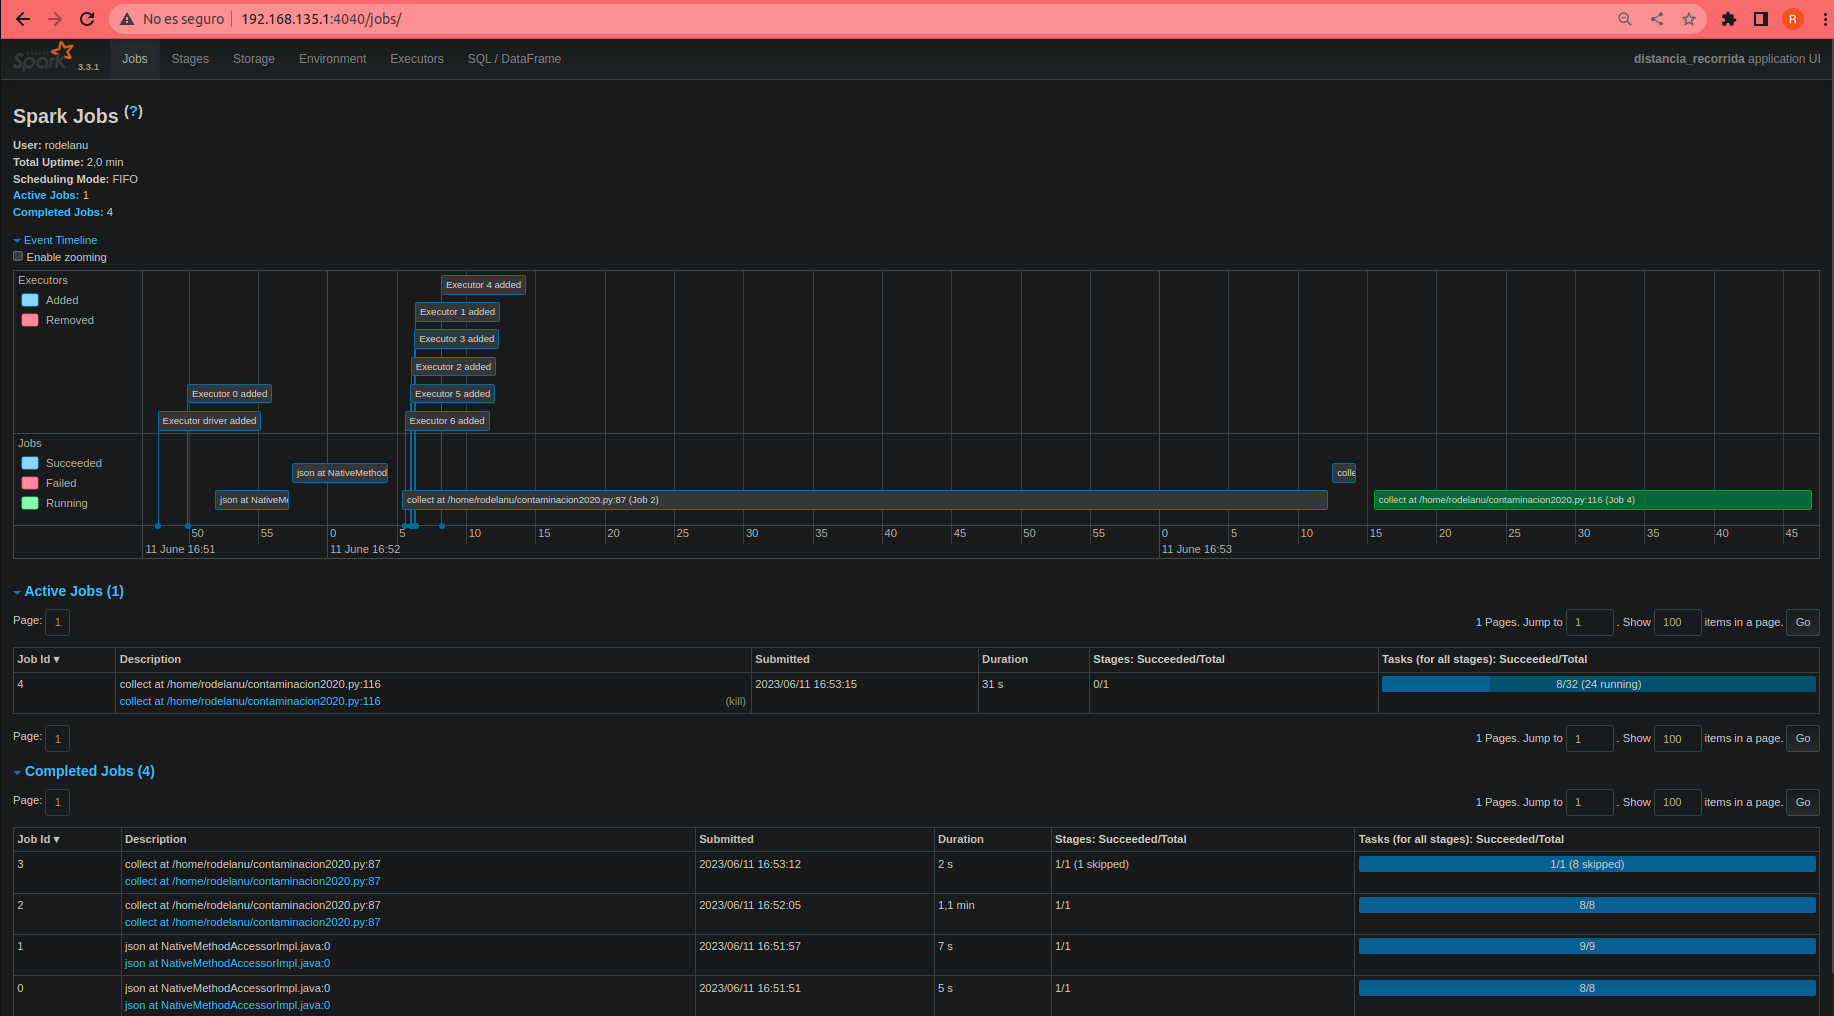 No es seguro 192.168.135.1:4040/jobs/ R
APACHE Spark 3.3.1 Jobs Stages Storage Environment Executors SQL / DataFrame distancia_recorrida application UI
Spark Jobs (?)
User: rodelanu
Total Uptime: 2,0 min
Scheduling Mode: FIFO
Active Jobs: 1
Completed Jobs: 4
Event Timeline
Enable zooming
Executors
Added
Removed
Executor 4 added
Executor 1 added
Executor 3 added
Executor 2 added
Executor 0 added
Executor 5 added
Executor driver added
Executor 6 added
Jobs
Succeeded
Failed
Running
json at NativeMethod
colle
json at NativeMe
collect at /home/rodelanu/contaminacion2020.py:87 (Job 2)
collect at /home/rodelanu/contaminacion2020.py:116 (Job 4)
50 55 0 5 10 15 20 25 30 35 40 45 50 55 0 5 10 15 20 25 30 35 40 45
11 June 16:51 11 June 16:52 11 June 16:53
Active Jobs (1)
Page: 1 1 Pages. Jump to 1 . Show 100 items in a page. Go
Job Id ▾ Description Submitted Duration Stages: Succeeded/Total Tasks (for all stages): Succeeded/Total
4 collect at /home/rodelanu/contaminacion2020.py:116 2023/06/11 16:53:15 31 s 0/1 8/32 (24 running)
collect at /home/rodelanu/contaminacion2020.py:116 (kill)
Page: 1 1 Pages. Jump to 1 . Show 100 items in a page. Go
Completed Jobs (4)
Page: 1 1 Pages. Jump to 1 . Show 100 items in a page. Go
Job Id ▾ Description Submitted Duration Stages: Succeeded/Total Tasks (for all stages): Succeeded/Total
3 collect at /home/rodelanu/contaminacion2020.py:87 2023/06/11 16:53:12 2 s 1/1 (1 skipped) 1/1 (8 skipped)
collect at /home/rodelanu/contaminacion2020.py:87
2 collect at /home/rodelanu/contaminacion2020.py:87 2023/06/11 16:52:05 1,1 min 1/1 8/8
collect at /home/rodelanu/contaminacion2020.py:87
1 json at NativeMethodAccessorImpl.java:0 2023/06/11 16:51:57 7 s 1/1 9/9
json at NativeMethodAccessorImpl.java:0
0 json at NativeMethodAccessorImpl.java:0 2023/06/11 16:51:51 5 s 1/1 8/8
json at NativeMethodAccessorImpl.java:0